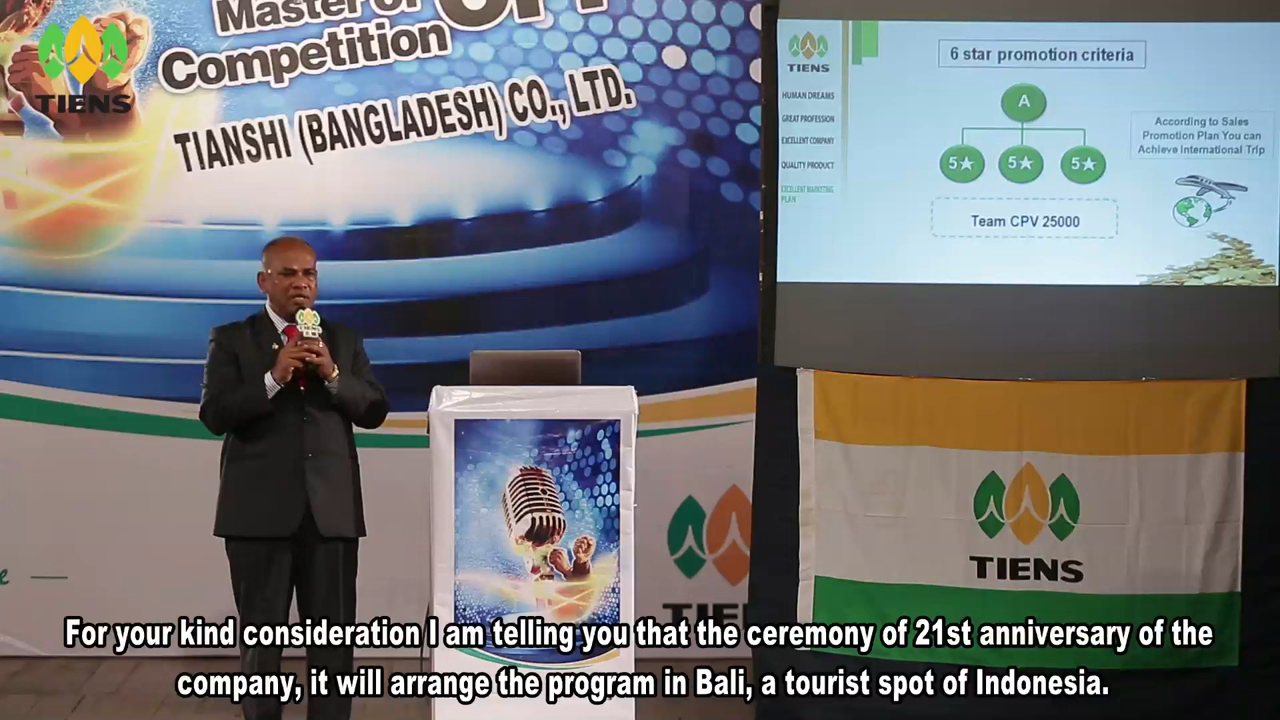 Master of
Competition
TIANSHI (BANGLADESH) CO., LTD.
TIENS
TIENS
HUMAN DREAMS
GREAT PROFESSION
EXCELLENT COMPANY
QUALITY PRODUCT
EXCELLENT MARKETING
PLAN
6 star promotion criteria
A
5★ 5★ 5★
Team CPV 25000
According to Sales
Promotion Plan You can
Achieve International Trip
TIENS
TIENS
For your kind consideration I am telling you that the ceremony of 21st anniversary of the
company, it will arrange the program in Bali, a tourist spot of Indonesia.